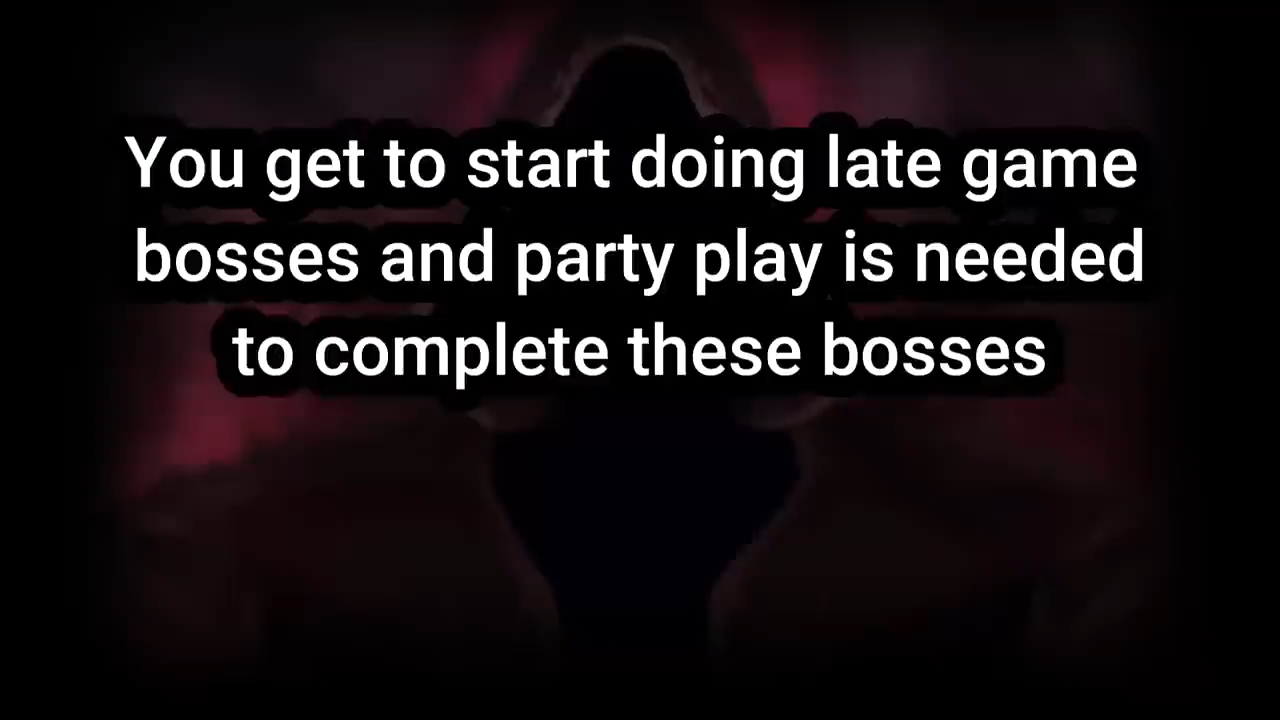 You get to start doing late game
bosses and party play is needed
to complete these bosses